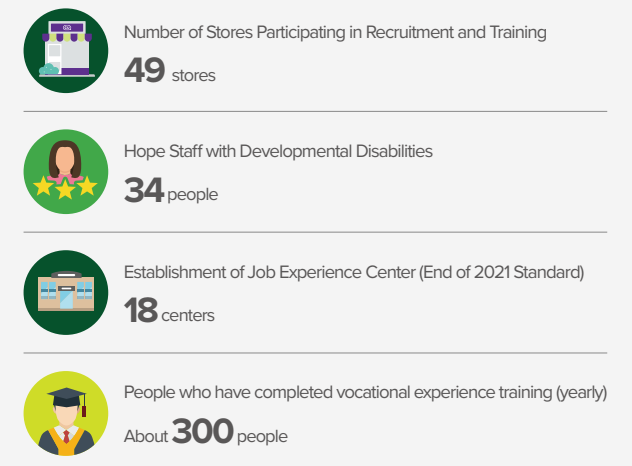 Number of Stores Participating in Recruitment and Training
49 stores
Hope Staff with Developmental Disabilities
34 people
Establishment of Job Experience Center (End of 2021 Standard)
18 centers
People who have completed vocational experience training (yearly)
About 300 people